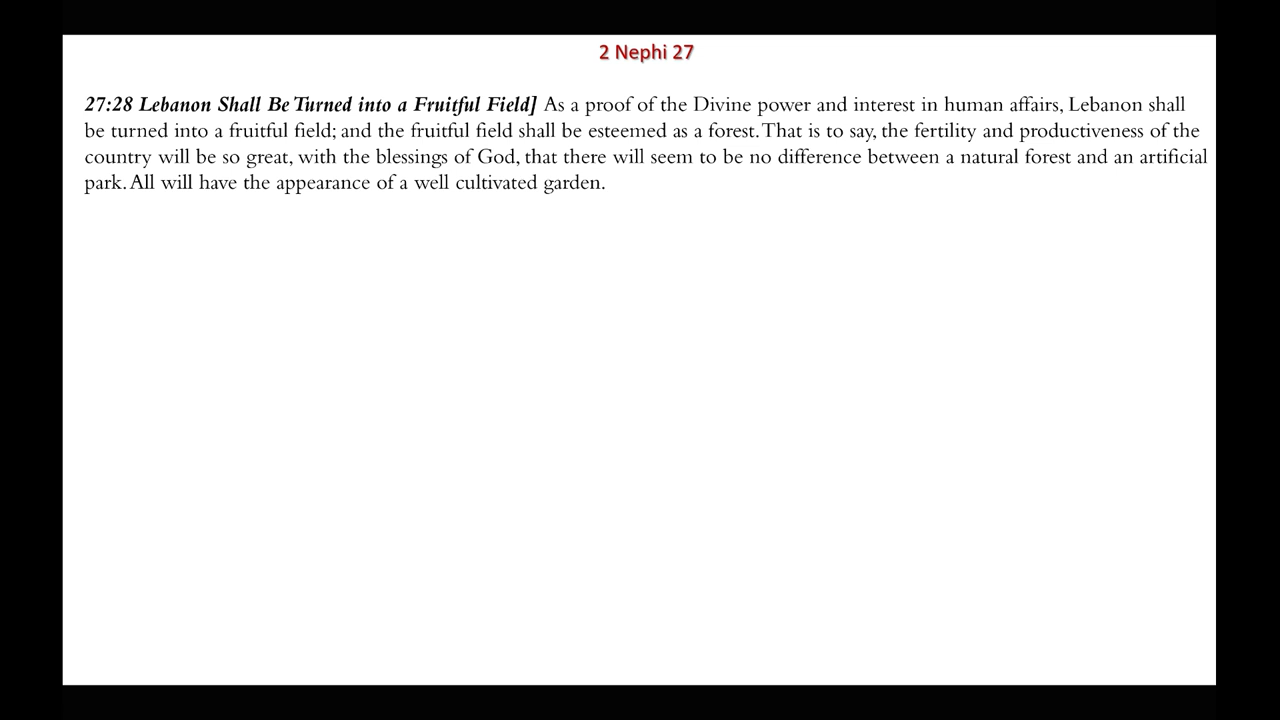 2 Nephi 27
27:28 Lebanon Shall Be Turned into a Fruitful Field] As a proof of the Divine power and interest in human affairs, Lebanon shall
be turned into a fruitful field; and the fruitful field shall be esteemed as a forest. That is to say, the fertility and productiveness of the
country will be so great, with the blessings of God, that there will seem to be no difference between a natural forest and an artificial
park. All will have the appearance of a well cultivated garden.